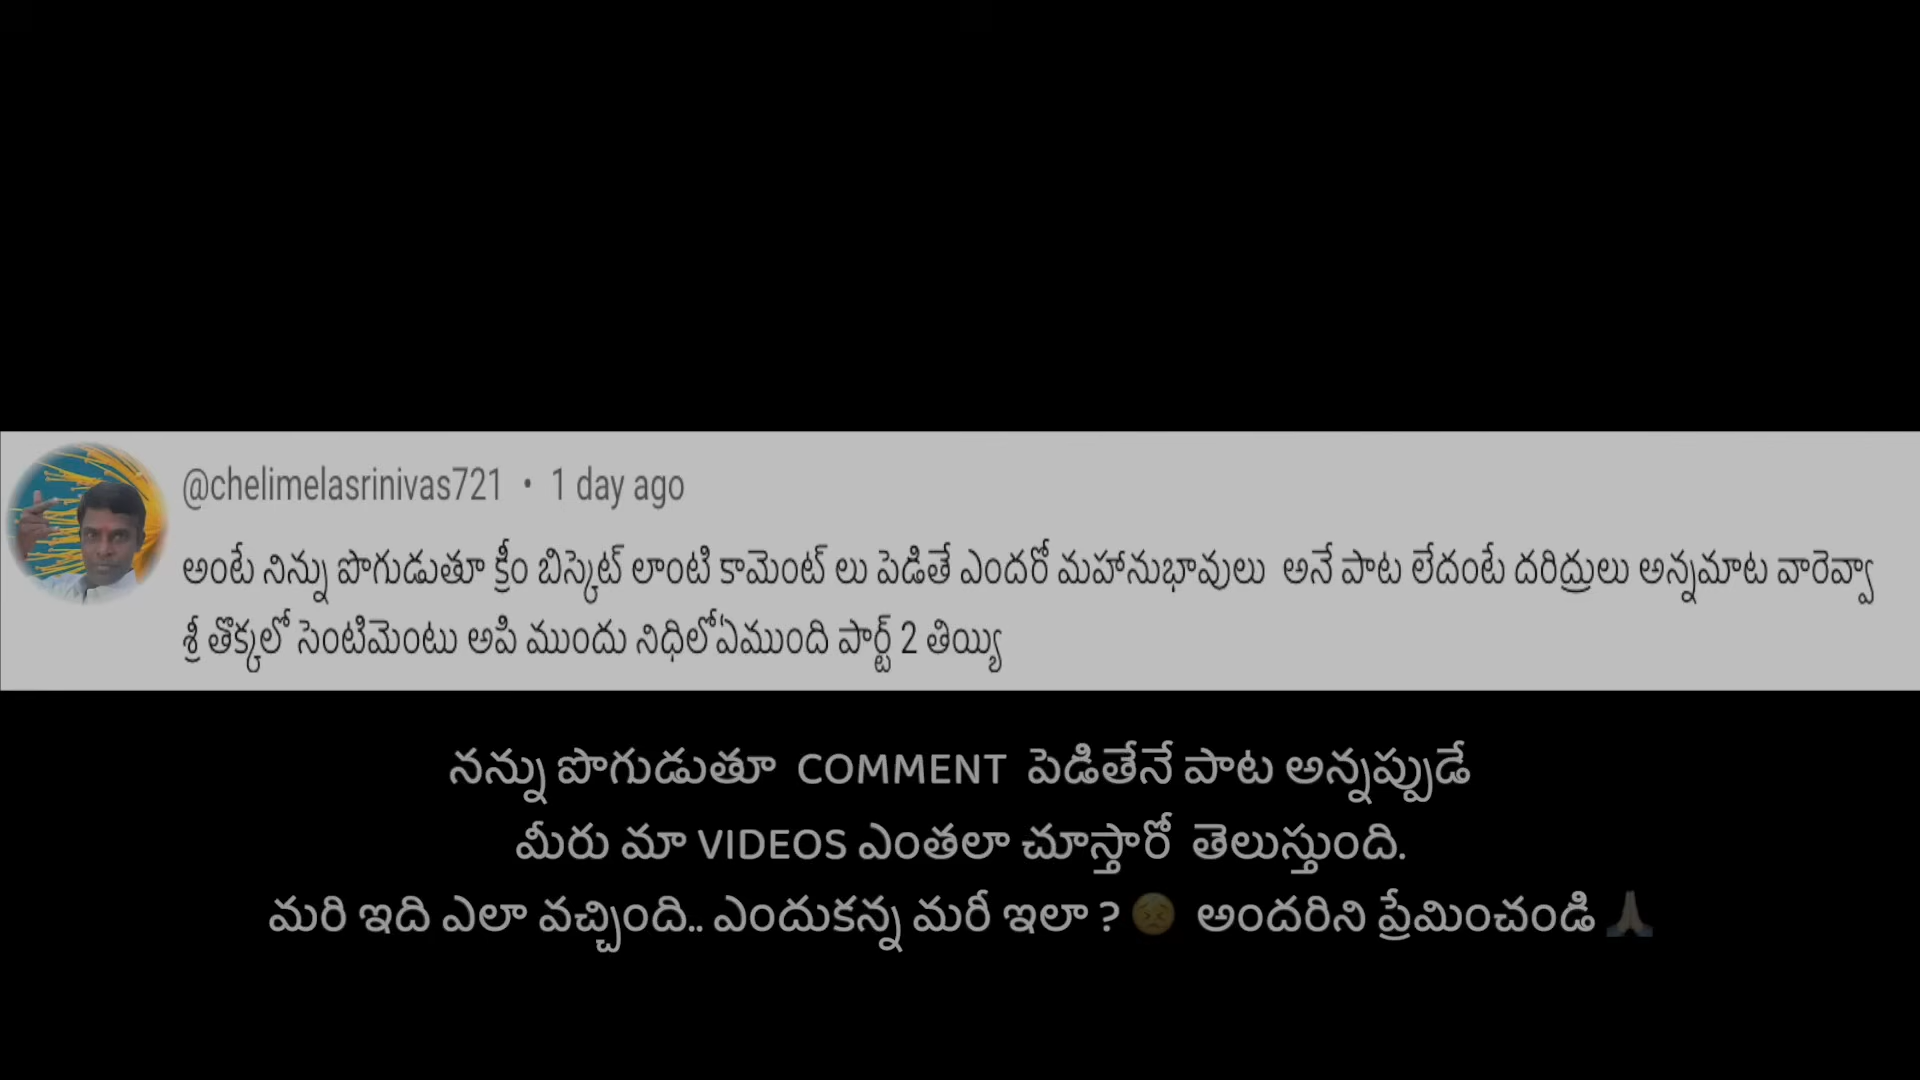 @chelimelasrinivas721 • 1 day ago
అంటే నిన్ను పొగుడుతూ క్రీం బిస్కెట్ లాంటి కామెంట్ లు పెడితే ఎందరో మహానుభావులు అనే పాట లేదంటే దరిద్రులు అన్నమాట వారెవ్వా
శ్రీ తొక్కలో సెంటిమెంటు అపి ముందు నిధిలోఏముంది పార్ట్ 2 తియ్యి
నన్ను పొగుడుతూ COMMENT పెడితేనే పాట అన్నప్పుడే
మీరు మా VIDEOS ఎంతలా చూస్తారో తెలుస్తుంది.
మరి ఇది ఎలా వచ్చింది.. ఎందుకన్న మరీ ఇలా ? 😣 అందరిని ప్రేమించండి 🙏